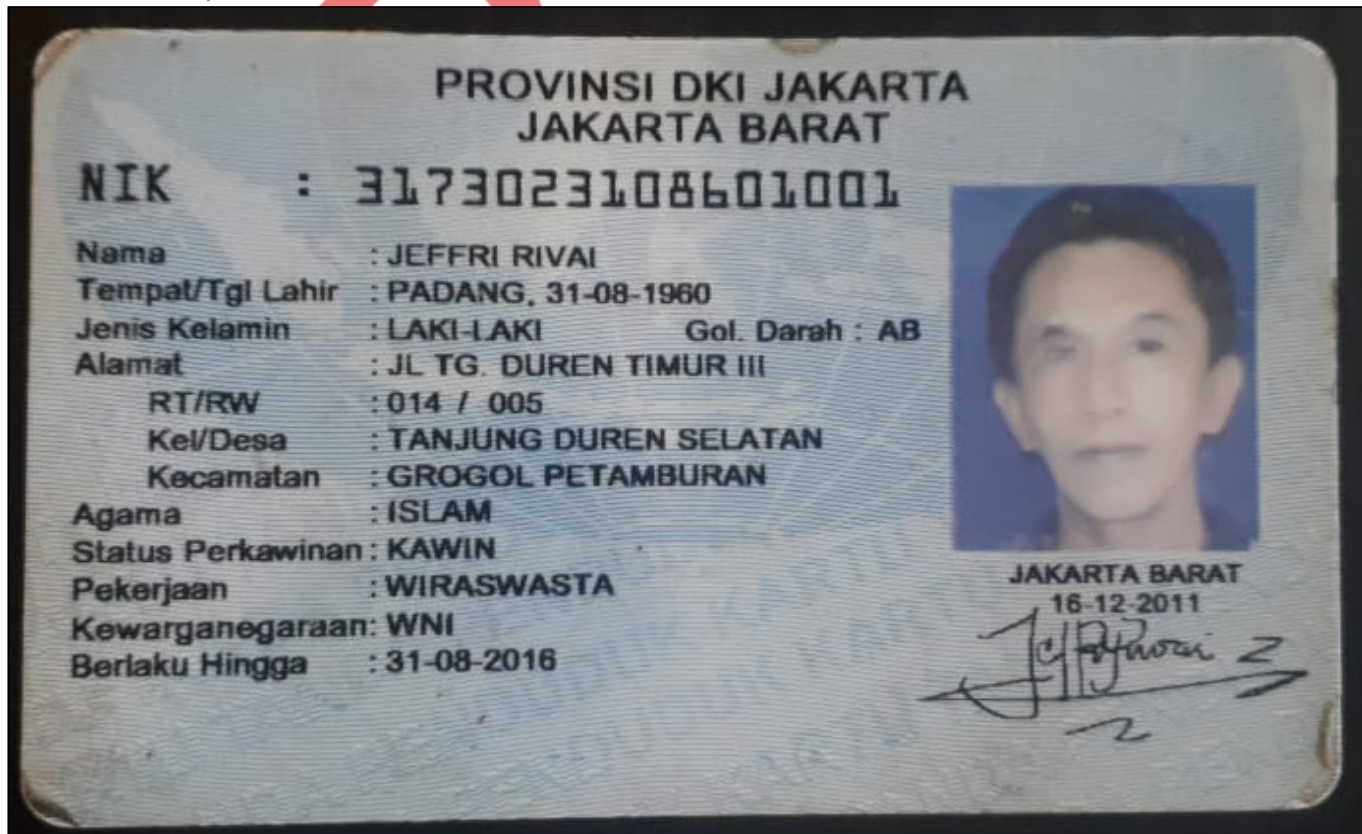 PROVINSI DKI JAKARTA
JAKARTA BARAT
NIK : 3173023108601001
Nama : JEFFRI RIVAI
Tempat/Tgl Lahir : PADANG, 31-08-1960
Jenis Kelamin : LAKI-LAKI Gol. Darah : AB
Alamat : JL TG. DUREN TIMUR III
RT/RW : 014 / 005
Kel/Desa : TANJUNG DUREN SELATAN
Kecamatan : GROGOL PETAMBURAN
Agama : ISLAM
Status Perkawinan : KAWIN
Pekerjaan : WIRASWASTA
Kewarganegaraan : WNI
Berlaku Hingga : 31-08-2016
JAKARTA BARAT
16-12-2011